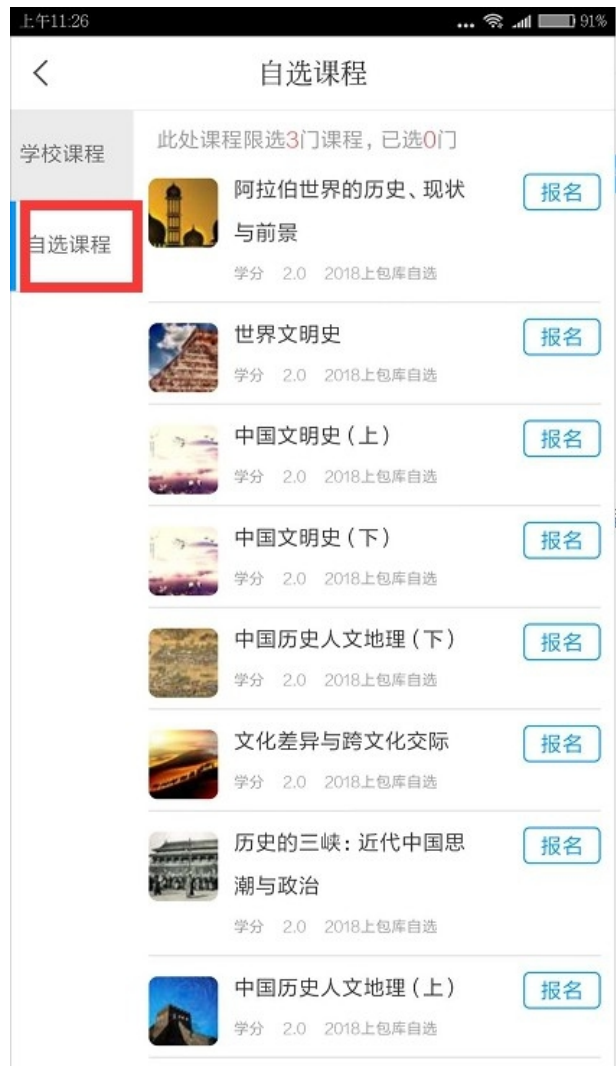 上午11:26
... 91%
自选课程
学校课程
自选课程
此处课程限选3门课程，已选0门
阿拉伯世界的历史、现状
与前景
报名
学分 2.0 2018上包库自选
世界文明史
报名
学分 2.0 2018上包库自选
中国文明史(上)
报名
学分 2.0 2018上包库自选
中国文明史(下)
报名
学分 2.0 2018上包库自选
中国历史人文地理(下)
报名
学分 2.0 2018上包库自选
文化差异与跨文化交际
报名
学分 2.0 2018上包库自选
历史的三峡：近代中国思
潮与政治
报名
学分 2.0 2018上包库自选
中国历史人文地理(上)
报名
学分 2.0 2018上包库自选